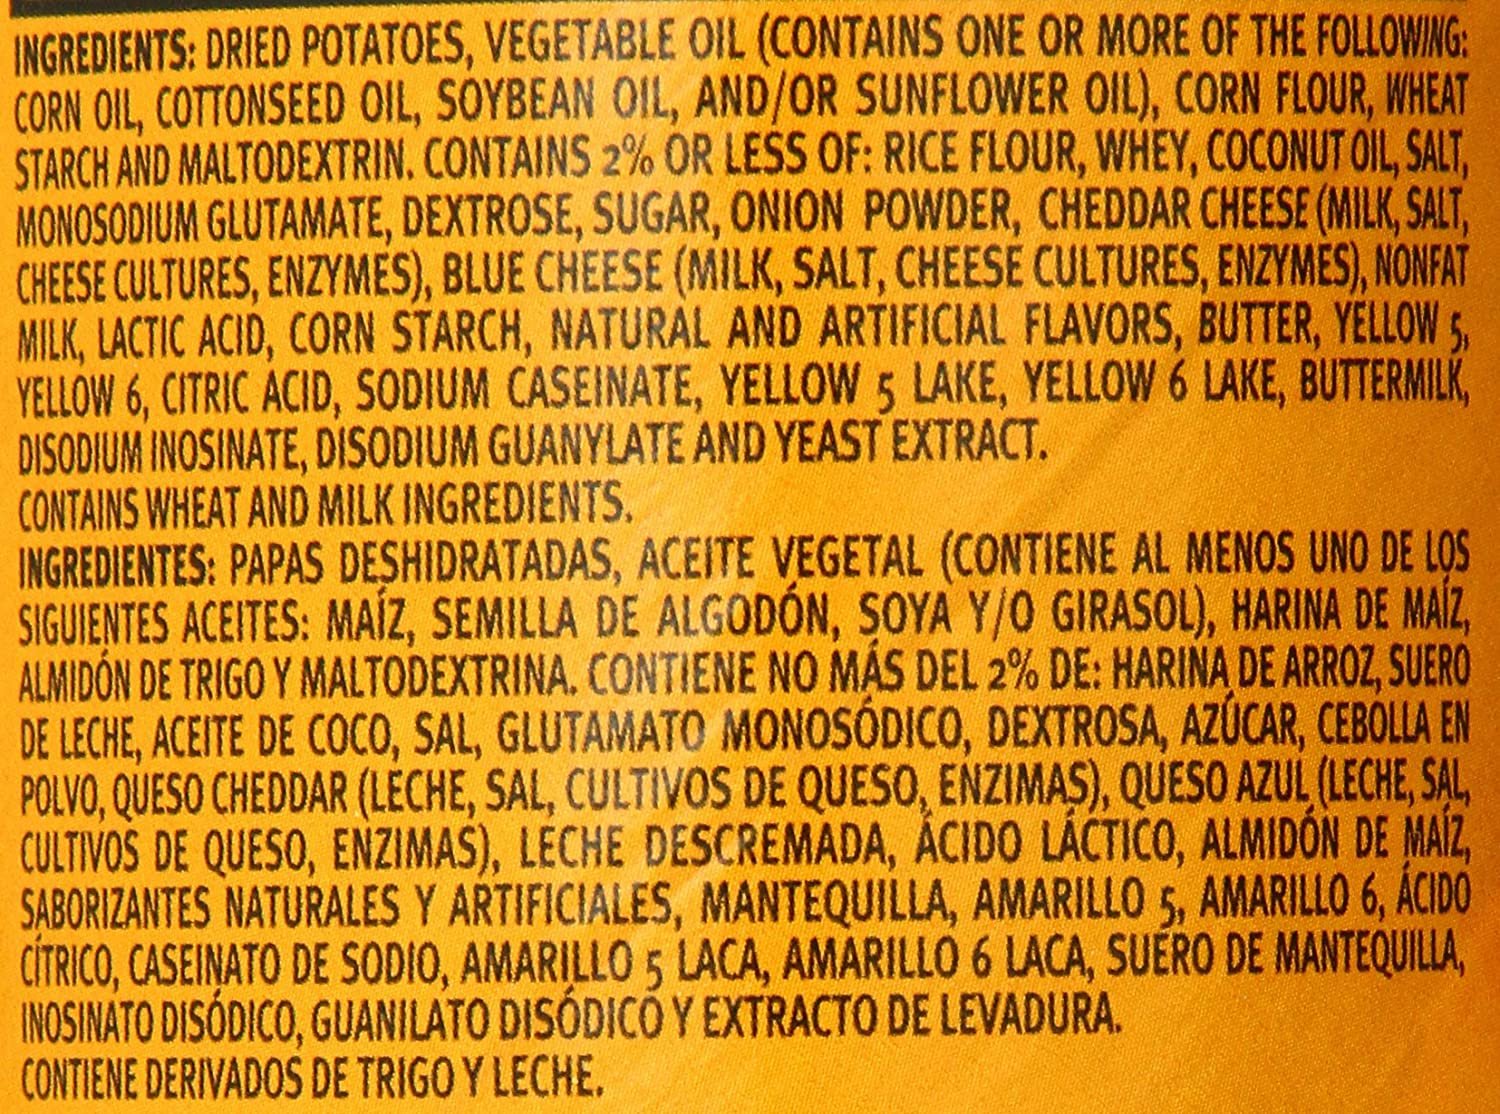 INGREDIENTS: DRIED POTATOES, VEGETABLE OIL (CONTAINS ONE OR MORE OF THE FOLLOWING:
CORN OIL, COTTONSEED OIL, SOYBEAN OIL, AND/OR SUNFLOWER OIL), CORN FLOUR, WHEAT
STARCH AND MALTODEXTRIN. CONTAINS 2% OR LESS OF: RICE FLOUR, WHEY, COCONUT OIL, SALT,
MONOSODIUM GLUTAMATE, DEXTROSE, SUGAR, ONION POWDER, CHEDDAR CHEESE (MILK, SALT,
CHEESE CULTURES, ENZYMES), BLUE CHEESE (MILK, SALT, CHEESE CULTURES, ENZYMES), NONFAT
MILK, LACTIC ACID, CORN STARCH, NATURAL AND ARTIFICIAL FLAVORS, BUTTER, YELLOW 5,
YELLOW 6, CITRIC ACID, SODIUM CASEINATE, YELLOW 5 LAKE, YELLOW 6 LAKE, BUTTERMILK,
DISODIUM INOSINATE, DISODIUM GUANYLATE AND YEAST EXTRACT.
CONTAINS WHEAT AND MILK INGREDIENTS.
INGREDIENTES: PAPAS DESHIDRATADAS, ACEITE VEGETAL (CONTIENE AL MENOS UNO DE LOS
SIGUIENTES ACEITES: MAÍZ, SEMILLA DE ALGODÓN, SOYA Y/O GIRASOL), HARINA DE MAÍZ,
ALMIDÓN DE TRIGO Y MALTODEXTRINA. CONTIENE NO MÁS DEL 2% DE: HARINA DE ARROZ, SUERO
DE LECHE, ACEITE DE COCO, SAL, GLUTAMATO MONOSÓDICO, DEXTROSA, AZÚCAR, CEBOLLA EN
POLVO, QUESO CHEDDAR (LECHE, SAL, CULTIVOS DE QUESO, ENZIMAS), QUESO AZUL (LECHE, SAL,
CULTIVOS DE QUESO, ENZIMAS), LECHE DESCREMADA, ÁCIDO LÁCTICO, ALMIDÓN DE MAÍZ,
SABORIZANTES NATURALES Y ARTIFICIALES, MANTEQUILLA, AMARILLO 5, AMARILLO 6, ÁCIDO
CÍTRICO, CASEINATO DE SODIO, AMARILLO 5 LACA, AMARILLO 6 LACA, SUERO DE MANTEQUILLA,
INOSINATO DISÓDICO, GUANILATO DISÓDICO Y EXTRACTO DE LEVADURA.
CONTIENE DERIVADOS DE TRIGO Y LECHE.